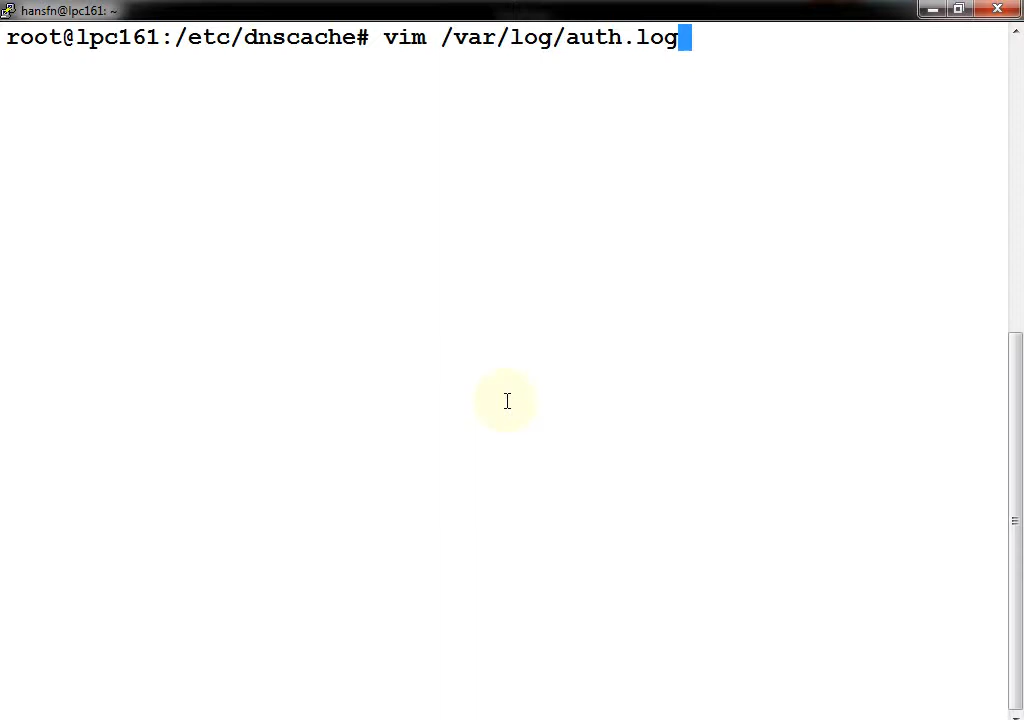 hansfn@lpc161: ~
root@lpc161:/etc/dnscache# vim /var/log/auth.log